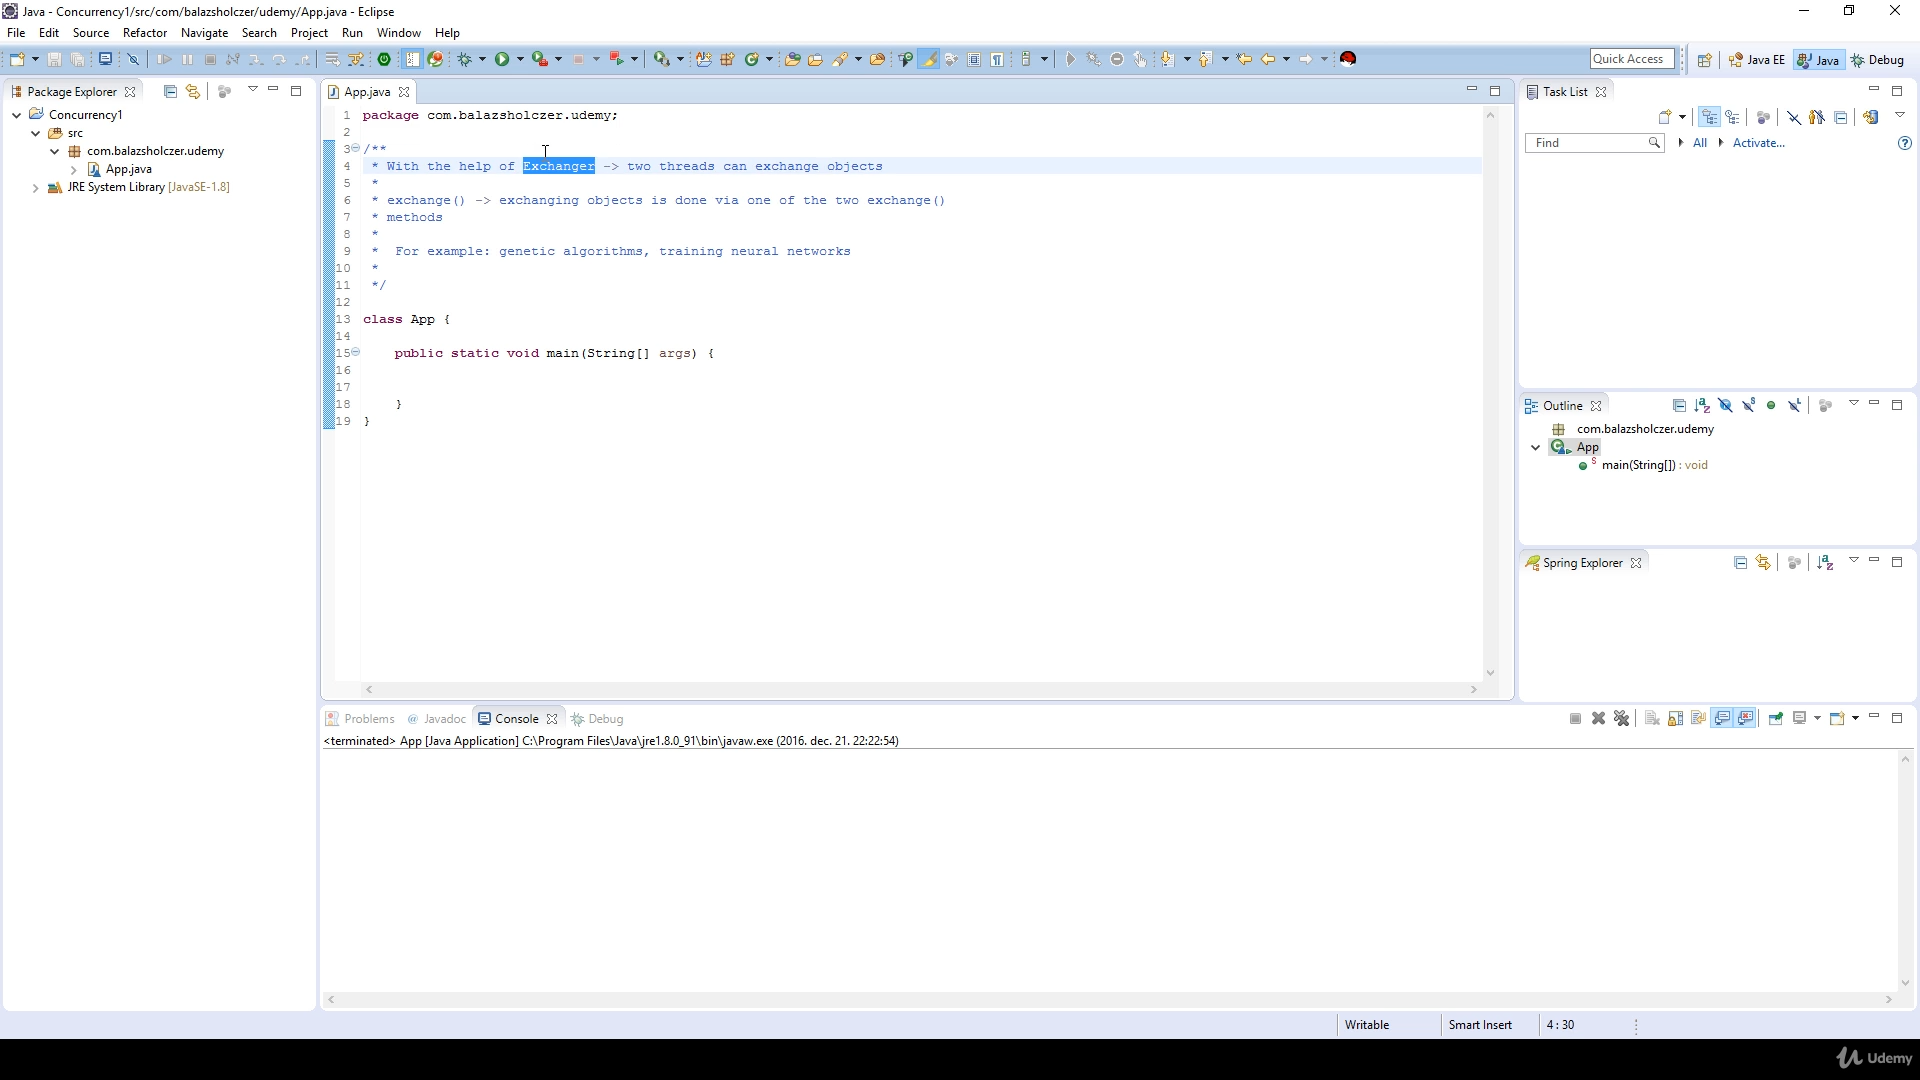 Java - Concurrency1/src/com/balazsholczer/udemy/App.java - Eclipse
File Edit Source Refactor Navigate Search Project Run Window Help
Quick Access Java EE Java Debug
Package Explorer
Concurrency1
src
com.balazsholczer.udemy
App.java
JRE System Library [JavaSE-1.8]
App.java
1 package com.balazsholczer.udemy;
2
3 /**
4 * With the help of Exchanger -> two threads can exchange objects
5 *
6 * exchange() -> exchanging objects is done via one of the two exchange()
7 * methods
8 *
9 * For example: genetic algorithms, training neural networks
10 *
11 */
12
13 class App {
14
15 public static void main(String[] args) {
16
17
18 }
19 }
Task List
Find All Activate...
Outline
com.balazsholczer.udemy
App
main(String[]) : void
Spring Explorer
Problems @ Javadoc Console Debug
<terminated> App [Java Application] C:\Program Files\Java\jre1.8.0_91\bin\javaw.exe (2016. dec. 21. 22:22:54)
Writable Smart Insert 4 : 30
Udemy